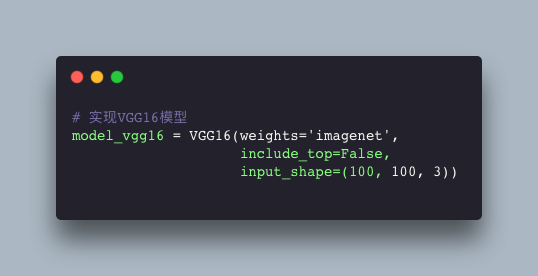 # 实现VGG16模型
model_vgg16 = VGG16(weights='imagenet',
include_top=False,
input_shape=(100, 100, 3))